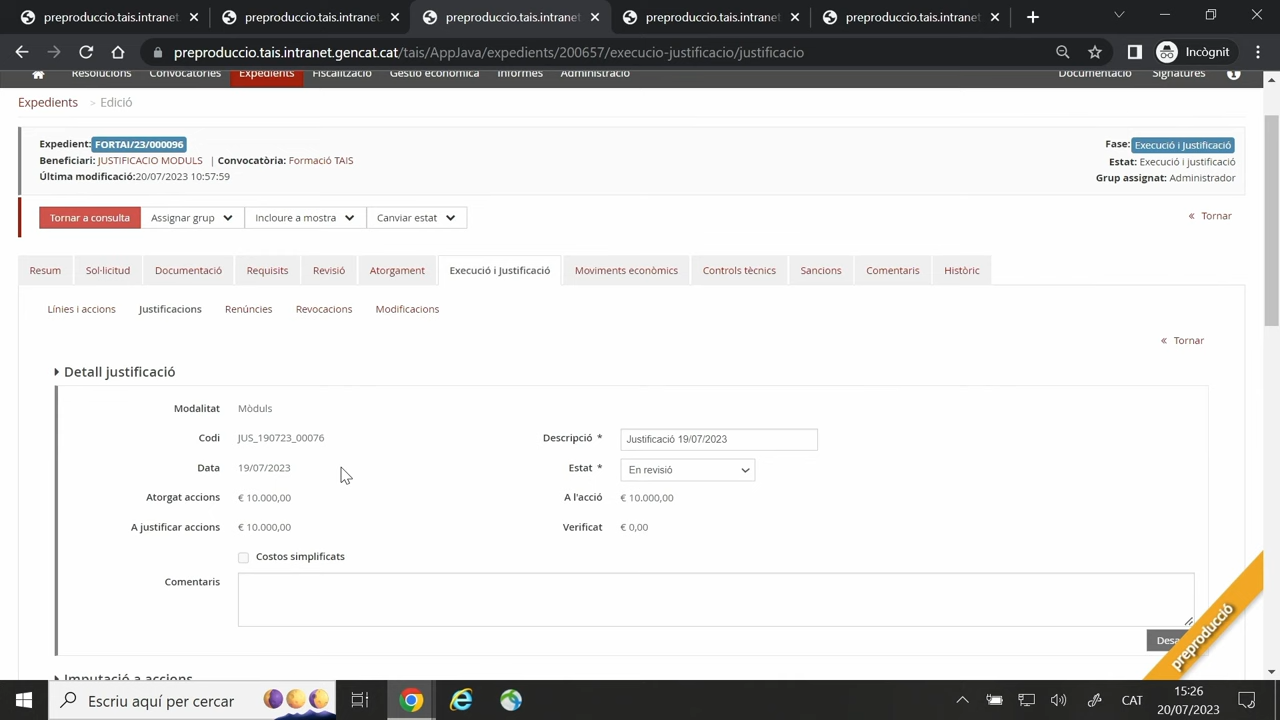 preproduccio.tais.intranet.gencat
preproduccio.tais.intranet.gencat
preproduccio.tais.intranet.gencat
preproduccio.tais.intranet.gencat
preproduccio.tais.intranet.gencat
preproduccio.tais.intranet.gencat.cat/tais/AppJava/expedients/200657/execucio-justificacio/justificacio
Incògnit
Resolucions Convocatòries Expedients Fiscalització Gestió econòmica Informes Administració Documentació Signatures
Expedients > Edició
Expedient: FORTAI/23/000096 Fase: Execució i Justificació
Beneficiari: JUSTIFICACIO MODULS | Convocatòria: Formació TAIS Estat: Execució i justificació
Última modificació:20/07/2023 10:57:59 Grup assignat: Administrador
Tornar a consulta Assignar grup Incloure a mostra Canviar estat « Tornar
Resum Sol·licitud Documentació Requisits Revisió Atorgament Execució i Justificació Moviments econòmics Controls tècnics Sancions Comentaris Històric
Línies i accions Justificacions Renúncies Revocacions Modificacions
« Tornar
Detall justificació
Modalitat Mòduls
Codi JUS_190723_00076 Descripció * Justificació 19/07/2023
Data 19/07/2023 Estat * En revisió
Atorgat accions € 10.000,00 A l'acció € 10.000,00
A justificar accions € 10.000,00 Verificat € 0,00
Costos simplificats
Comentaris
preproducció
Imputació a accions
Escriu aquí per cercar
CAT
15:26
20/07/2023